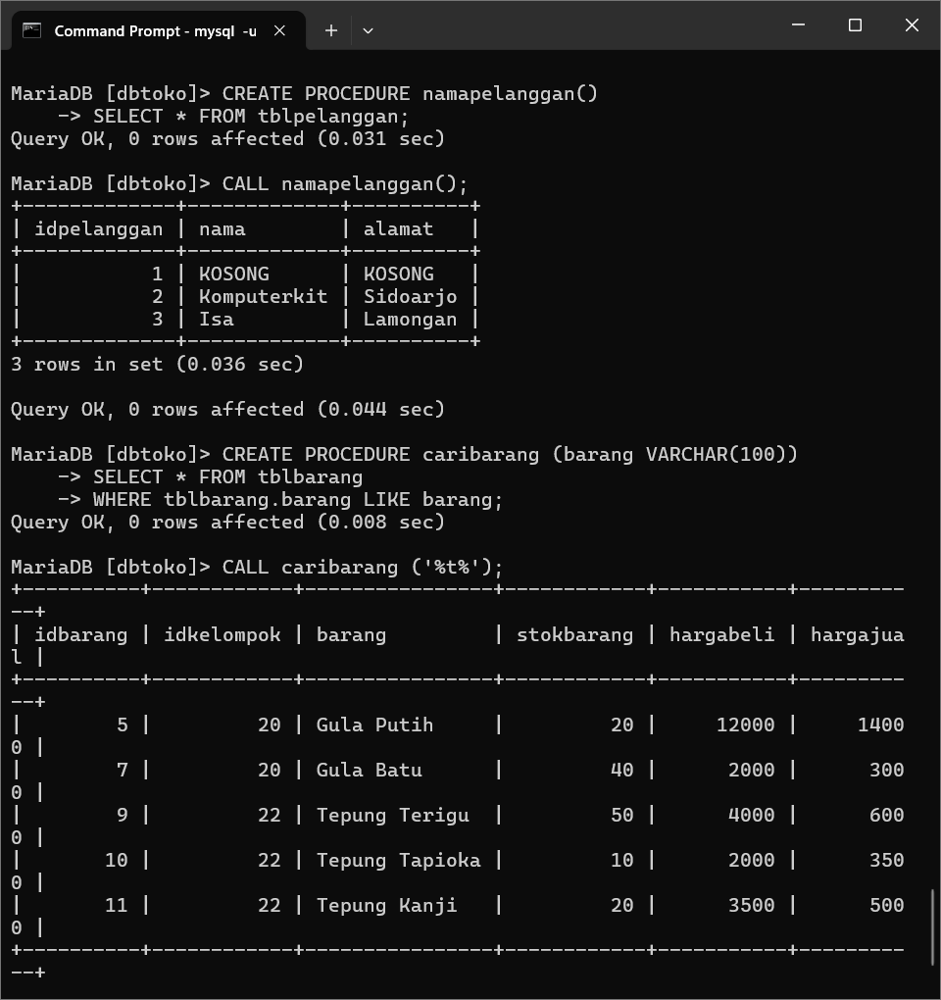 Command Prompt - mysql  -u
MariaDB [dbtoko]> CREATE PROCEDURE namapelanggan()
    -> SELECT * FROM tblpelanggan;
Query OK, 0 rows affected (0.031 sec)

MariaDB [dbtoko]> CALL namapelanggan();
+-------------+-------------+----------+
| idpelanggan | nama        | alamat   |
+-------------+-------------+----------+
|           1 | KOSONG      | KOSONG   |
|           2 | Komputerkit | Sidoarjo |
|           3 | Isa         | Lamongan |
+-------------+-------------+----------+
3 rows in set (0.036 sec)

Query OK, 0 rows affected (0.044 sec)

MariaDB [dbtoko]> CREATE PROCEDURE caribarang (barang VARCHAR(100))
    -> SELECT * FROM tblbarang
    -> WHERE tblbarang.barang LIKE barang;
Query OK, 0 rows affected (0.008 sec)

MariaDB [dbtoko]> CALL caribarang ('%t%');
+----------+------------+----------------+------------+-----------+---------
--+
| idbarang | idkelompok | barang         | stokbarang | hargabeli | hargajua
l |
+----------+------------+----------------+------------+-----------+---------
--+
|        5 |         20 | Gula Putih     |         20 |     12000 |     1400
0 |
|        7 |         20 | Gula Batu      |         40 |      2000 |      300
0 |
|        9 |         22 | Tepung Terigu  |         50 |      4000 |      600
0 |
|       10 |         22 | Tepung Tapioka |         10 |      2000 |      350
0 |
|       11 |         22 | Tepung Kanji   |         20 |      3500 |      500
0 |
+----------+------------+----------------+------------+-----------+---------
--+